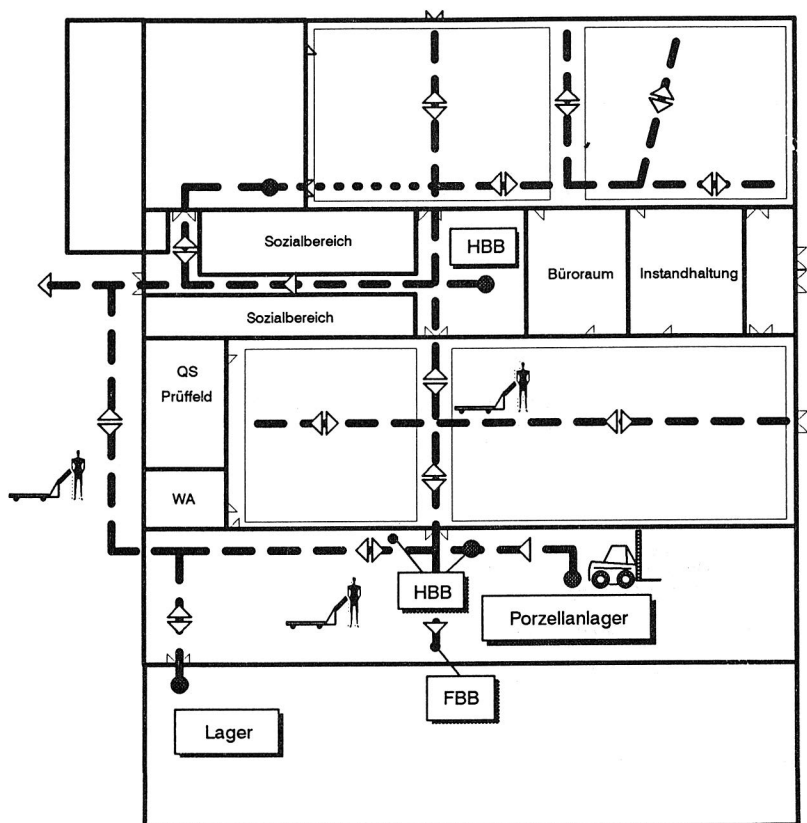 Sozialbereich
HBB
Büroraum
Instandhaltung
Sozialbereich
QS
Prüffeld
WA
HBB
Porzellanlager
FBB
Lager